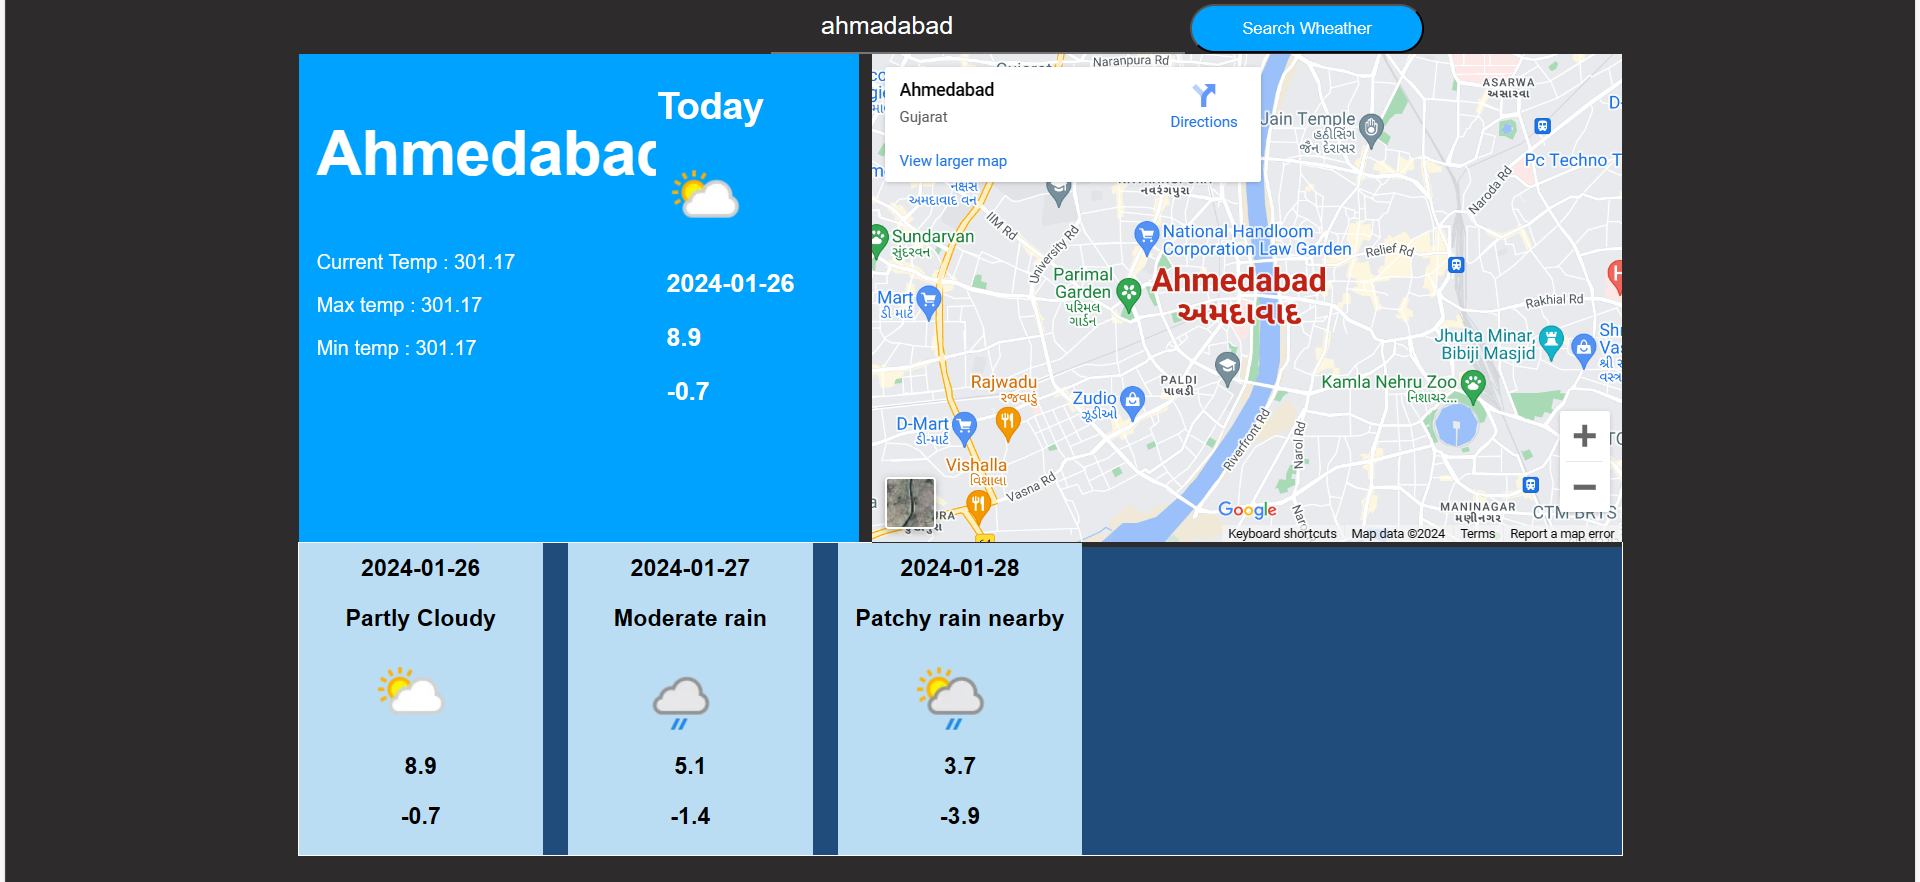 ahmadabad
Search Wheather
Ahmedabad
Today
Current Temp : 301.17
Max temp : 301.17
Min temp : 301.17
2024-01-26
8.9
-0.7
Ahmedabad
Gujarat
Directions
View larger map
Naranpura Rd
ASARWA
અસારવા
Jain Temple
હઠીસિંગ
જૈન દેરાસર
Pc Techno T
Naroda Rd
નવરંગપુરા
IIM Rd
University Rd
Sundarvan
સુંદરવન
National Handloom
Corporation Law Garden
Relief Rd
Parimal
Garden
પરિમલ
ગાર્ડન
Ahmedabad
અમદાવાદ
Mart
ડી માર્ટ
Rakhial Rd
Jhulta Minar,
Bibiji Masjid
Rajwadu
રજવાડું
PALDI
પાલડી
Zudio
ઝૂડીઓ
Kamla Nehru Zoo
નિશાચર...
D-Mart
ડી-માર્ટ
Riverfront Rd
Narol Rd
Vishalla
વિશાલા
Vasna Rd
MANINAGAR
મણીનગર
CTM BRTS
Google
Keyboard shortcuts
Map data ©2024
Terms
Report a map error
2024-01-26
Partly Cloudy
8.9
-0.7
2024-01-27
Moderate rain
5.1
-1.4
2024-01-28
Patchy rain nearby
3.7
-3.9